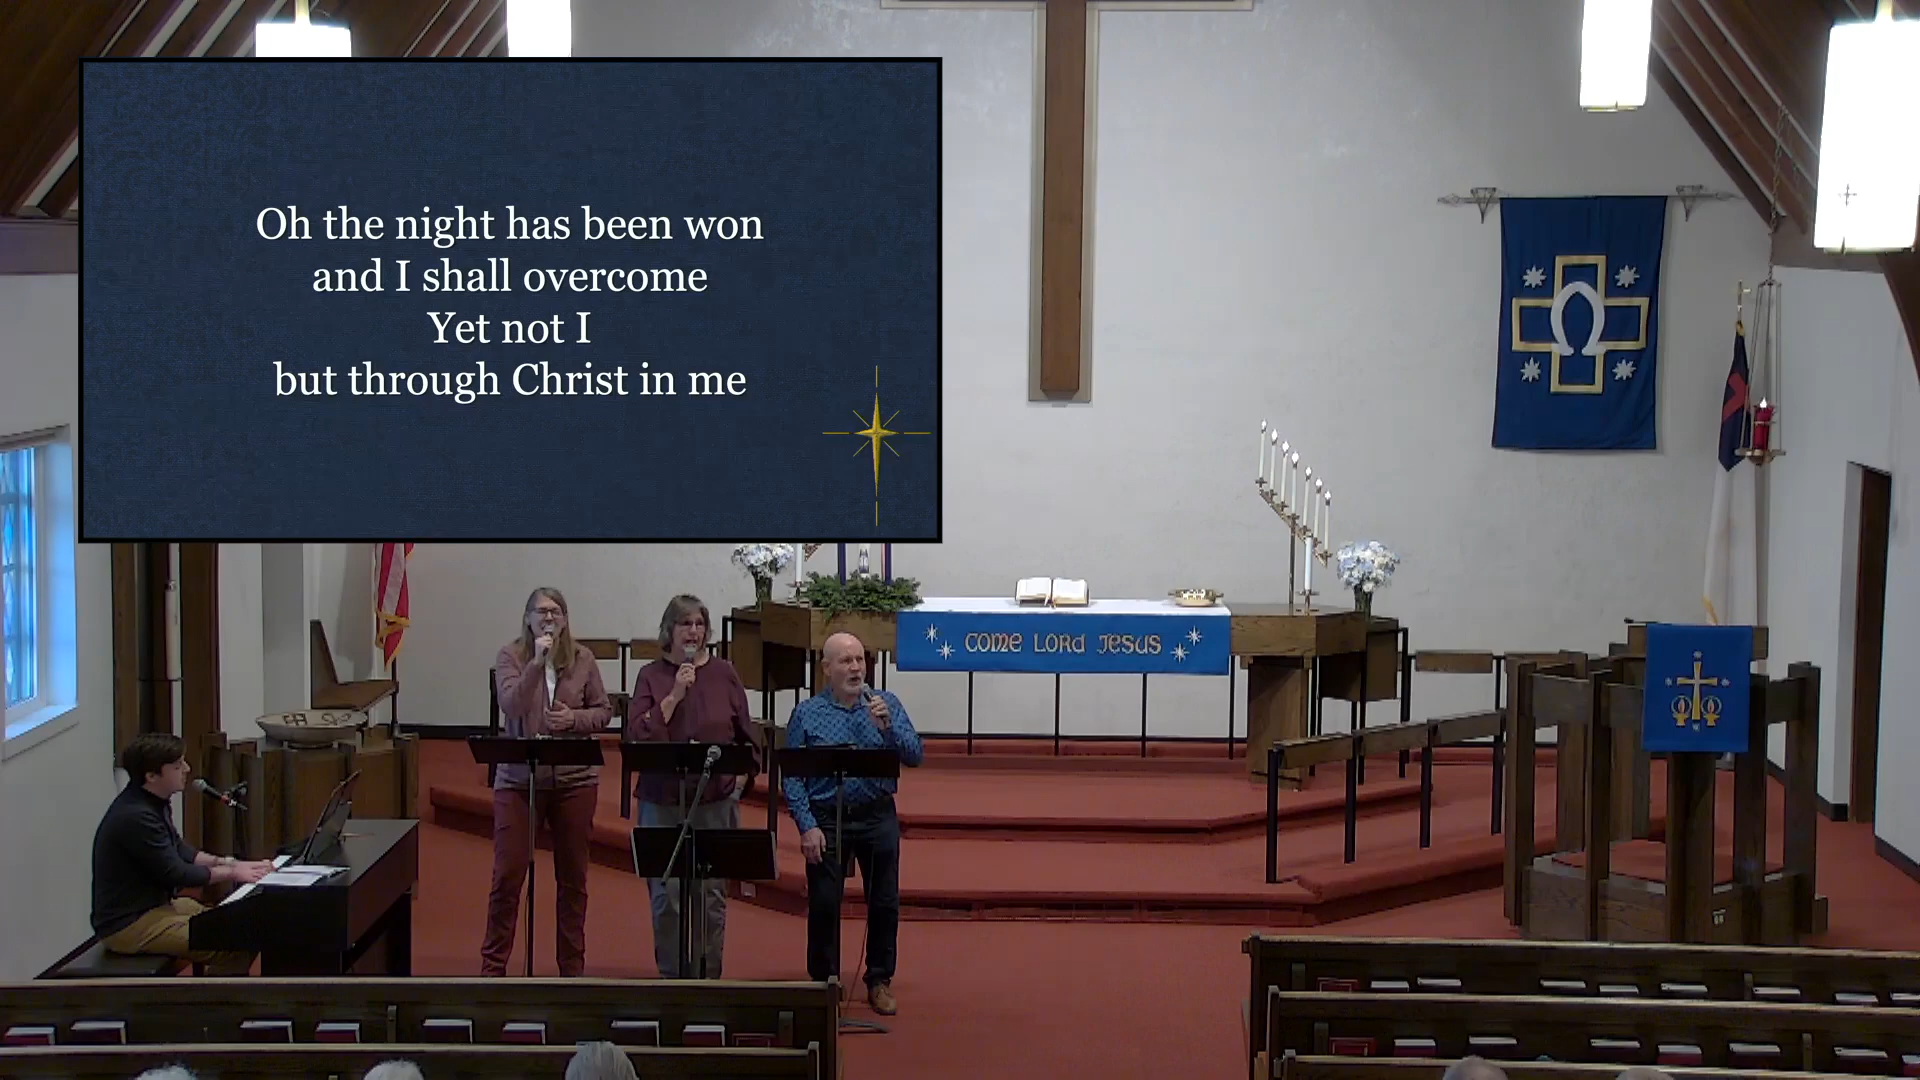 Oh the night has been won
and I shall overcome
Yet not I
but through Christ in me
COME LORD JESUS